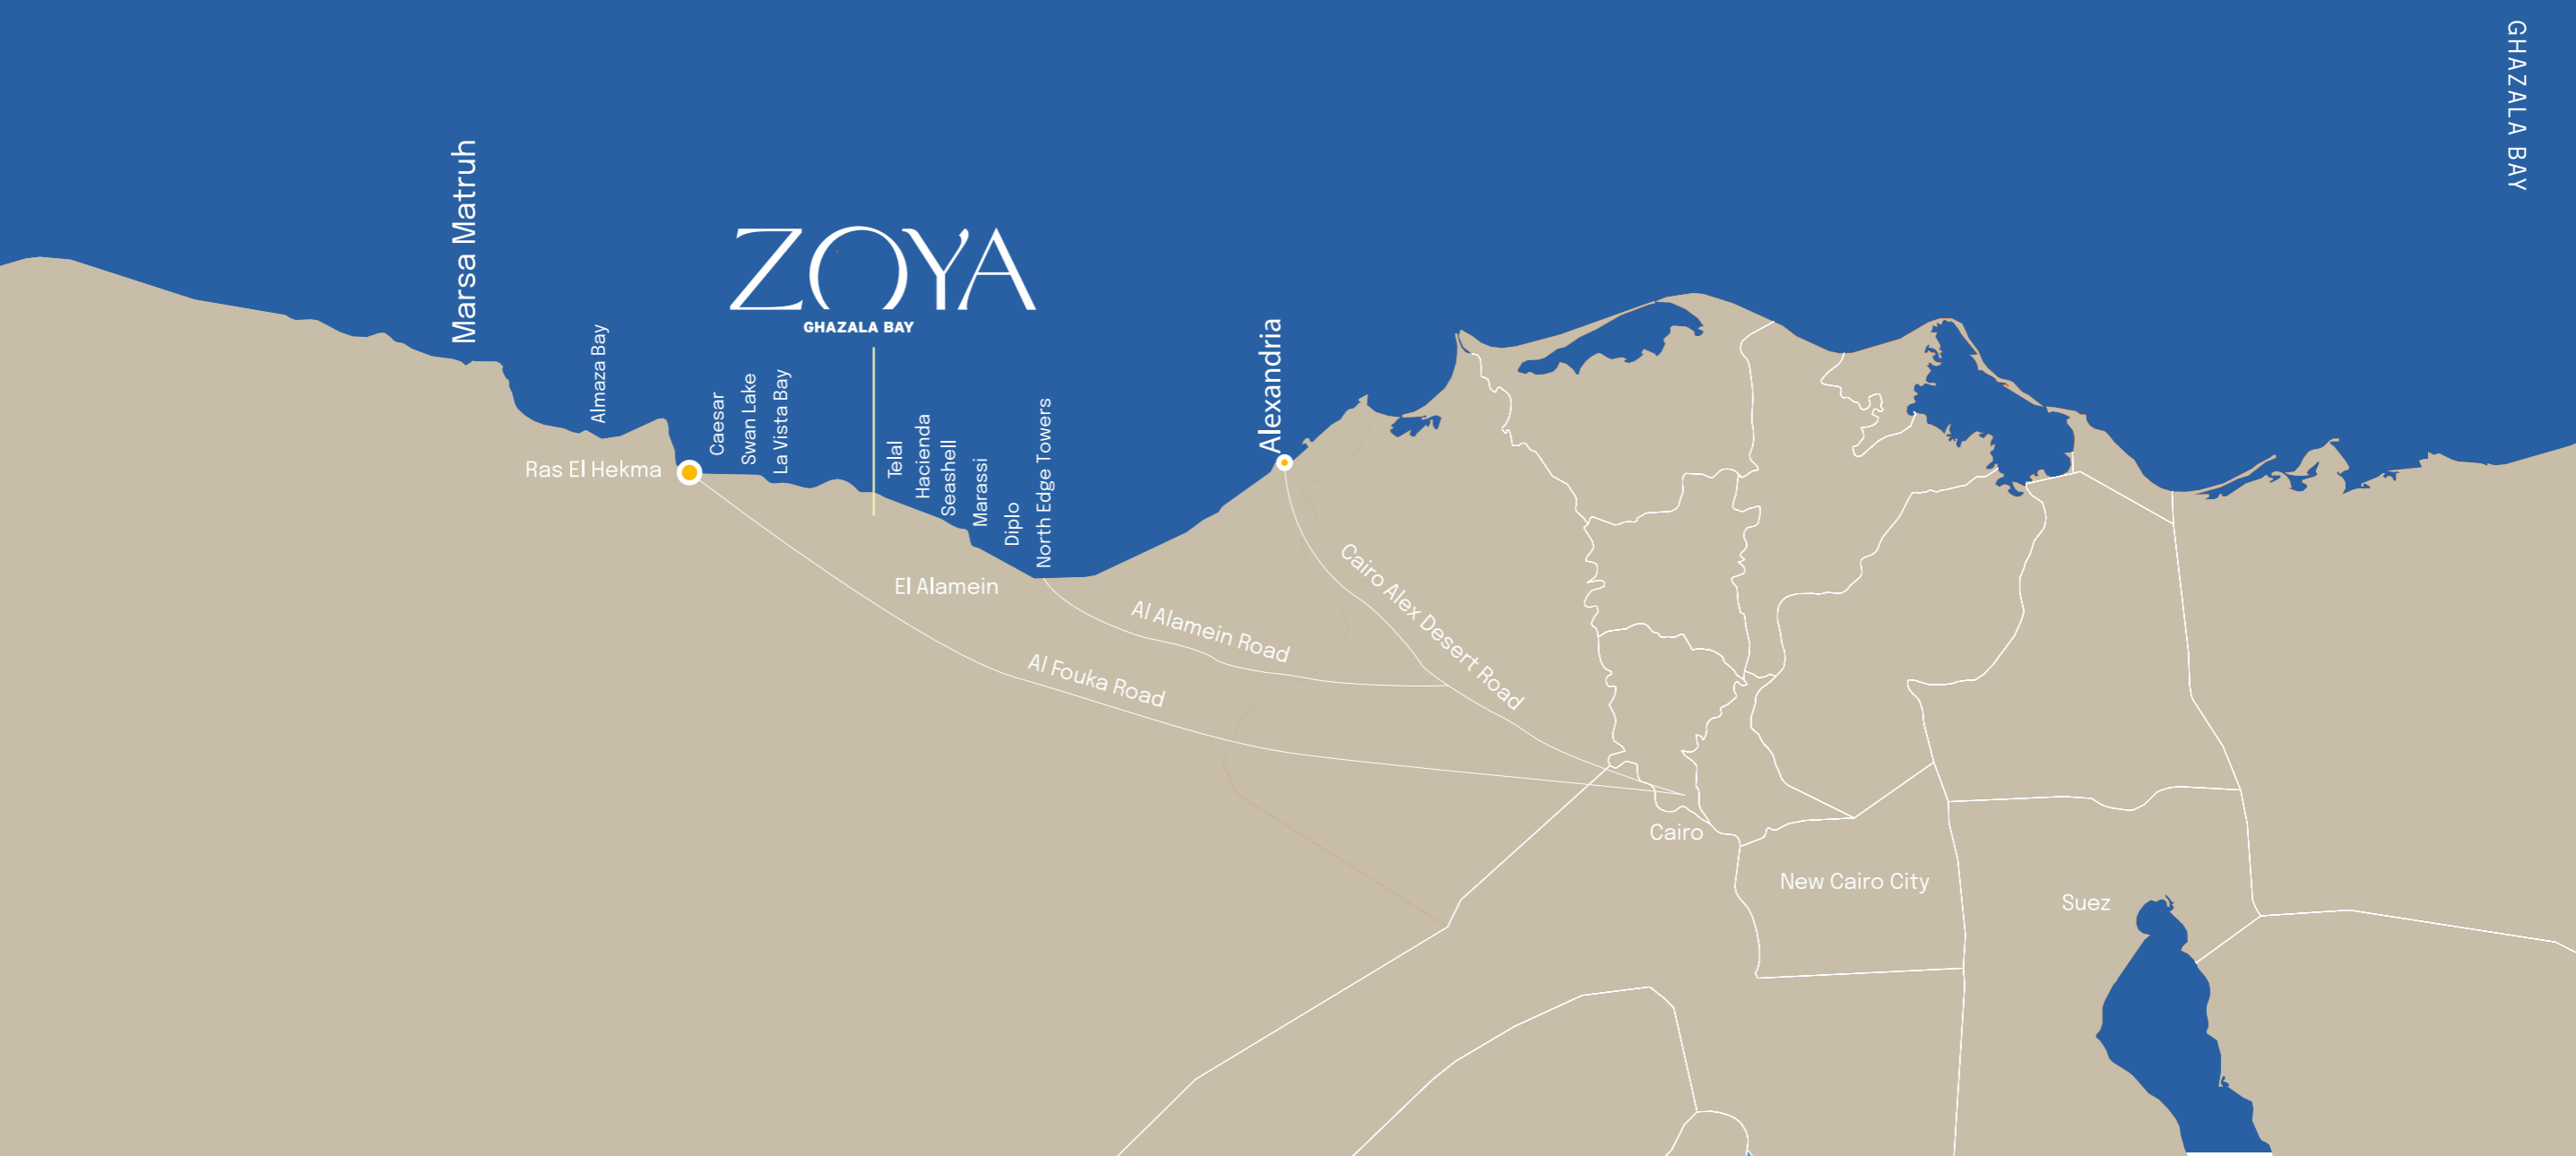 GHAZALA BAY
Marsa Matruh
ZOYA
GHAZALA BAY
Almaza Bay
Ras El Hekma
Caesar
Swan Lake
La Vista Bay
Telal
Hacienda
Seashell
Marassi
Diplo
North Edge Towers
Alexandria
El Alamein
Al Alamein Road
Al Fouka Road
Cairo Alex Desert Road
Cairo
New Cairo City
Suez